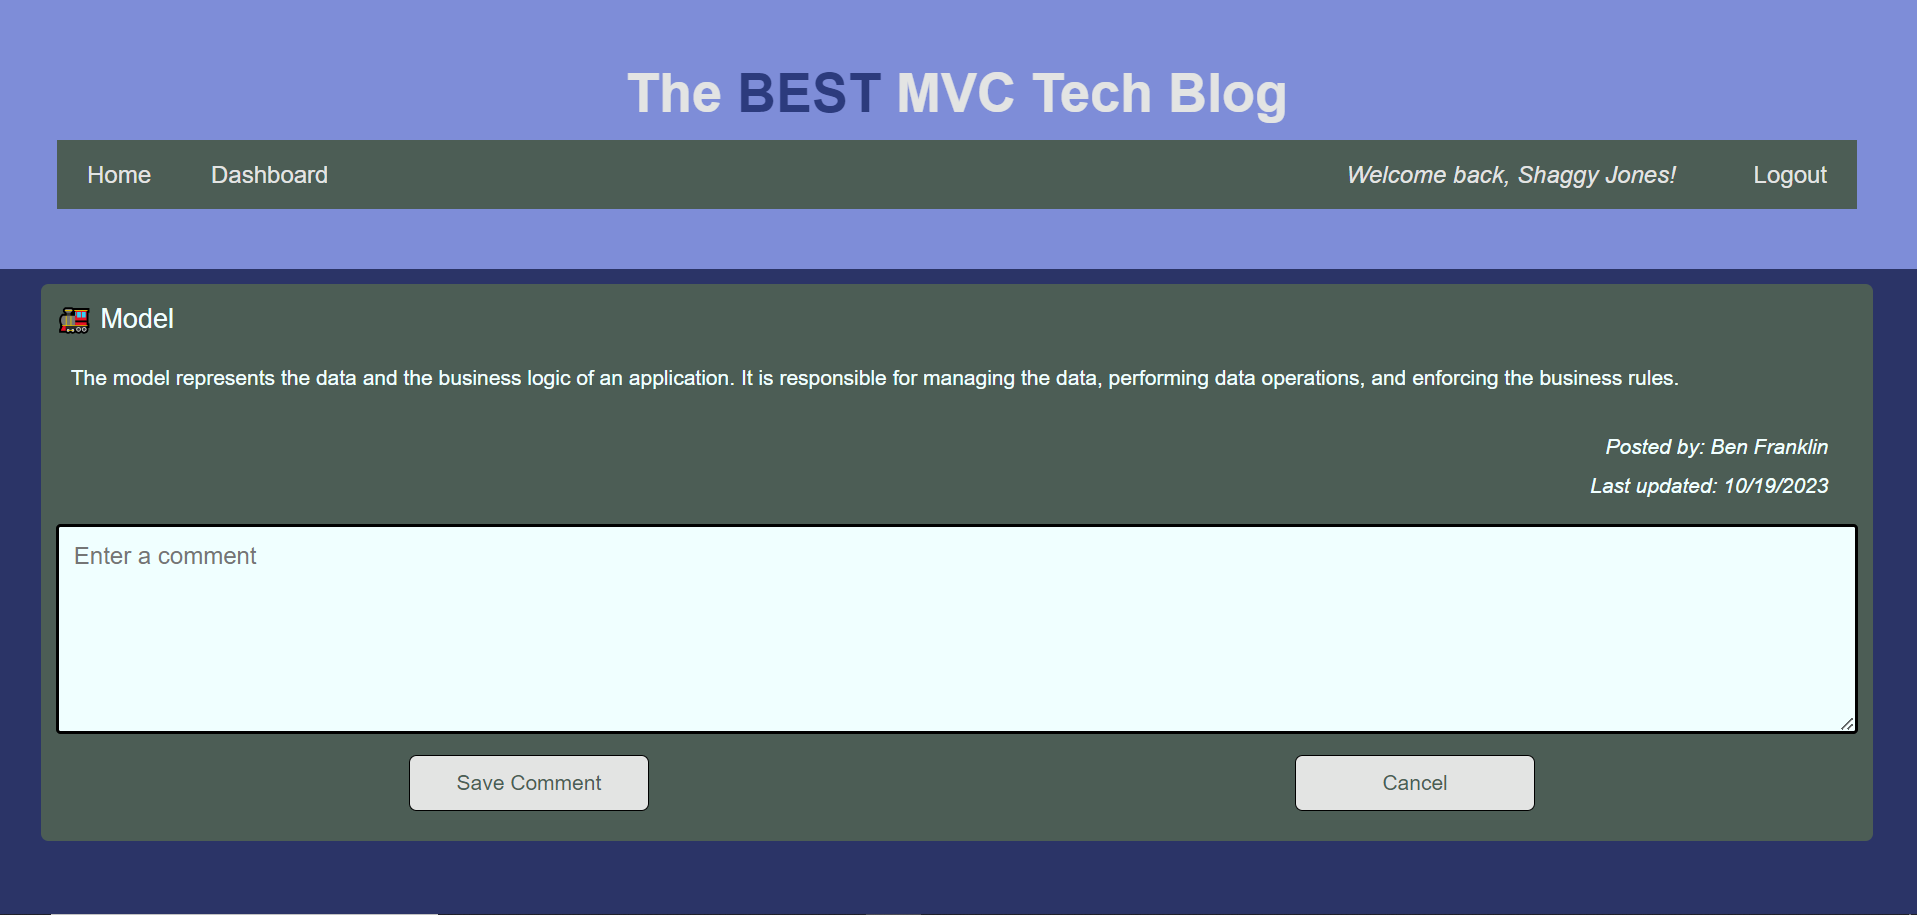 The BEST MVC Tech Blog
Home Dashboard Welcome back, Shaggy Jones! Logout
Model
The model represents the data and the business logic of an application. It is responsible for managing the data, performing data operations, and enforcing the business rules.
Posted by: Ben Franklin
Last updated: 10/19/2023
Enter a comment
Save Comment Cancel